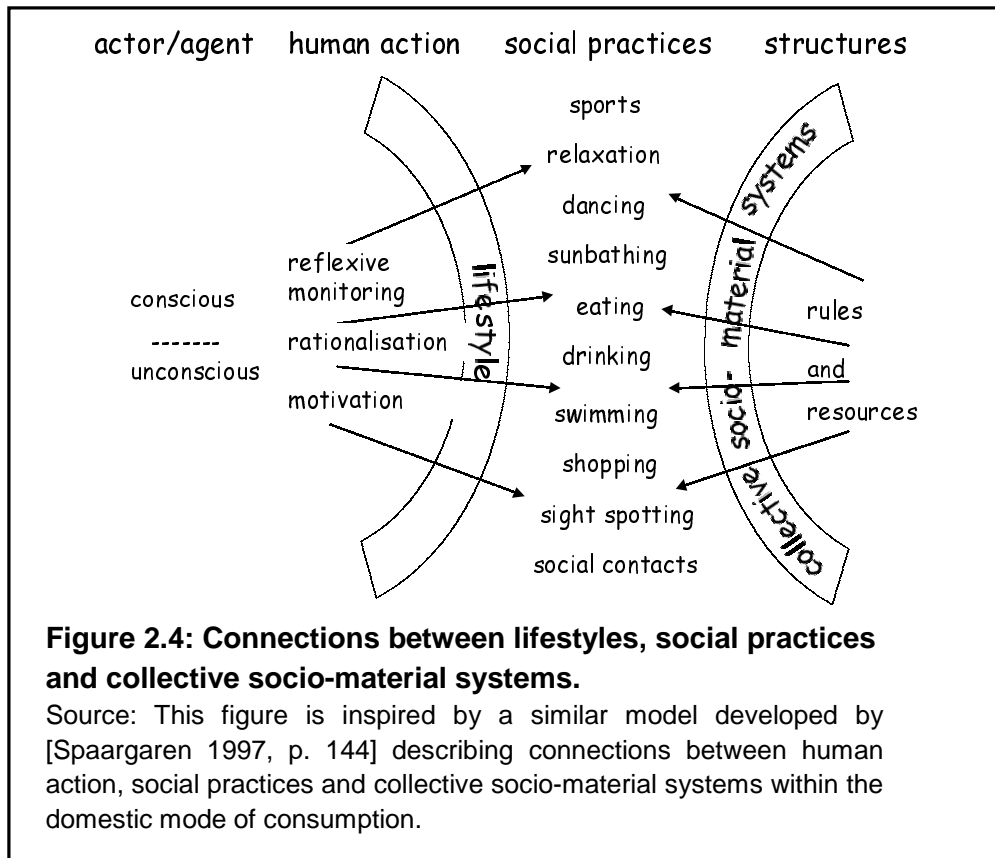 actor/agent human action social practices structures
sports
relaxation
dancing
sunbathing
eating
drinking
swimming
shopping
sight spotting
social contacts
conscious
-------
unconscious
reflexive
monitoring
rationalisation
motivation
lifestyle
collective socio- material systems
rules
and
resources
Figure 2.4: Connections between lifestyles, social practices
and collective socio-material systems.
Source: This figure is inspired by a similar model developed by
[Spaargaren 1997, p. 144] describing connections between human
action, social practices and collective socio-material systems within the
domestic mode of consumption.